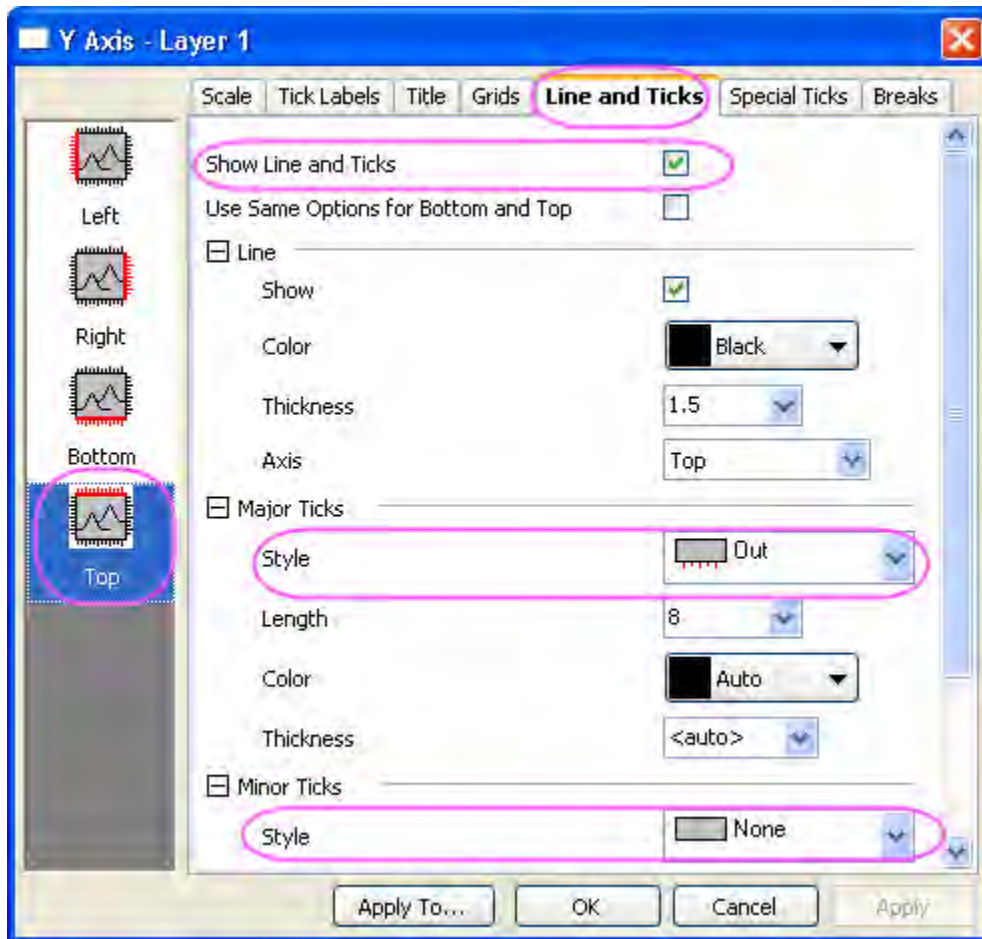 Y Axis - Layer 1
Scale Tick Labels Title Grids Line and Ticks Special Ticks Breaks
Left
Right
Bottom
Top
Show Line and Ticks
Use Same Options for Bottom and Top
Line
Show
Color Black
Thickness 1.5
Axis Top
Major Ticks
Style Out
Length 8
Color Auto
Thickness <auto>
Minor Ticks
Style None
Apply To... OK Cancel Apply